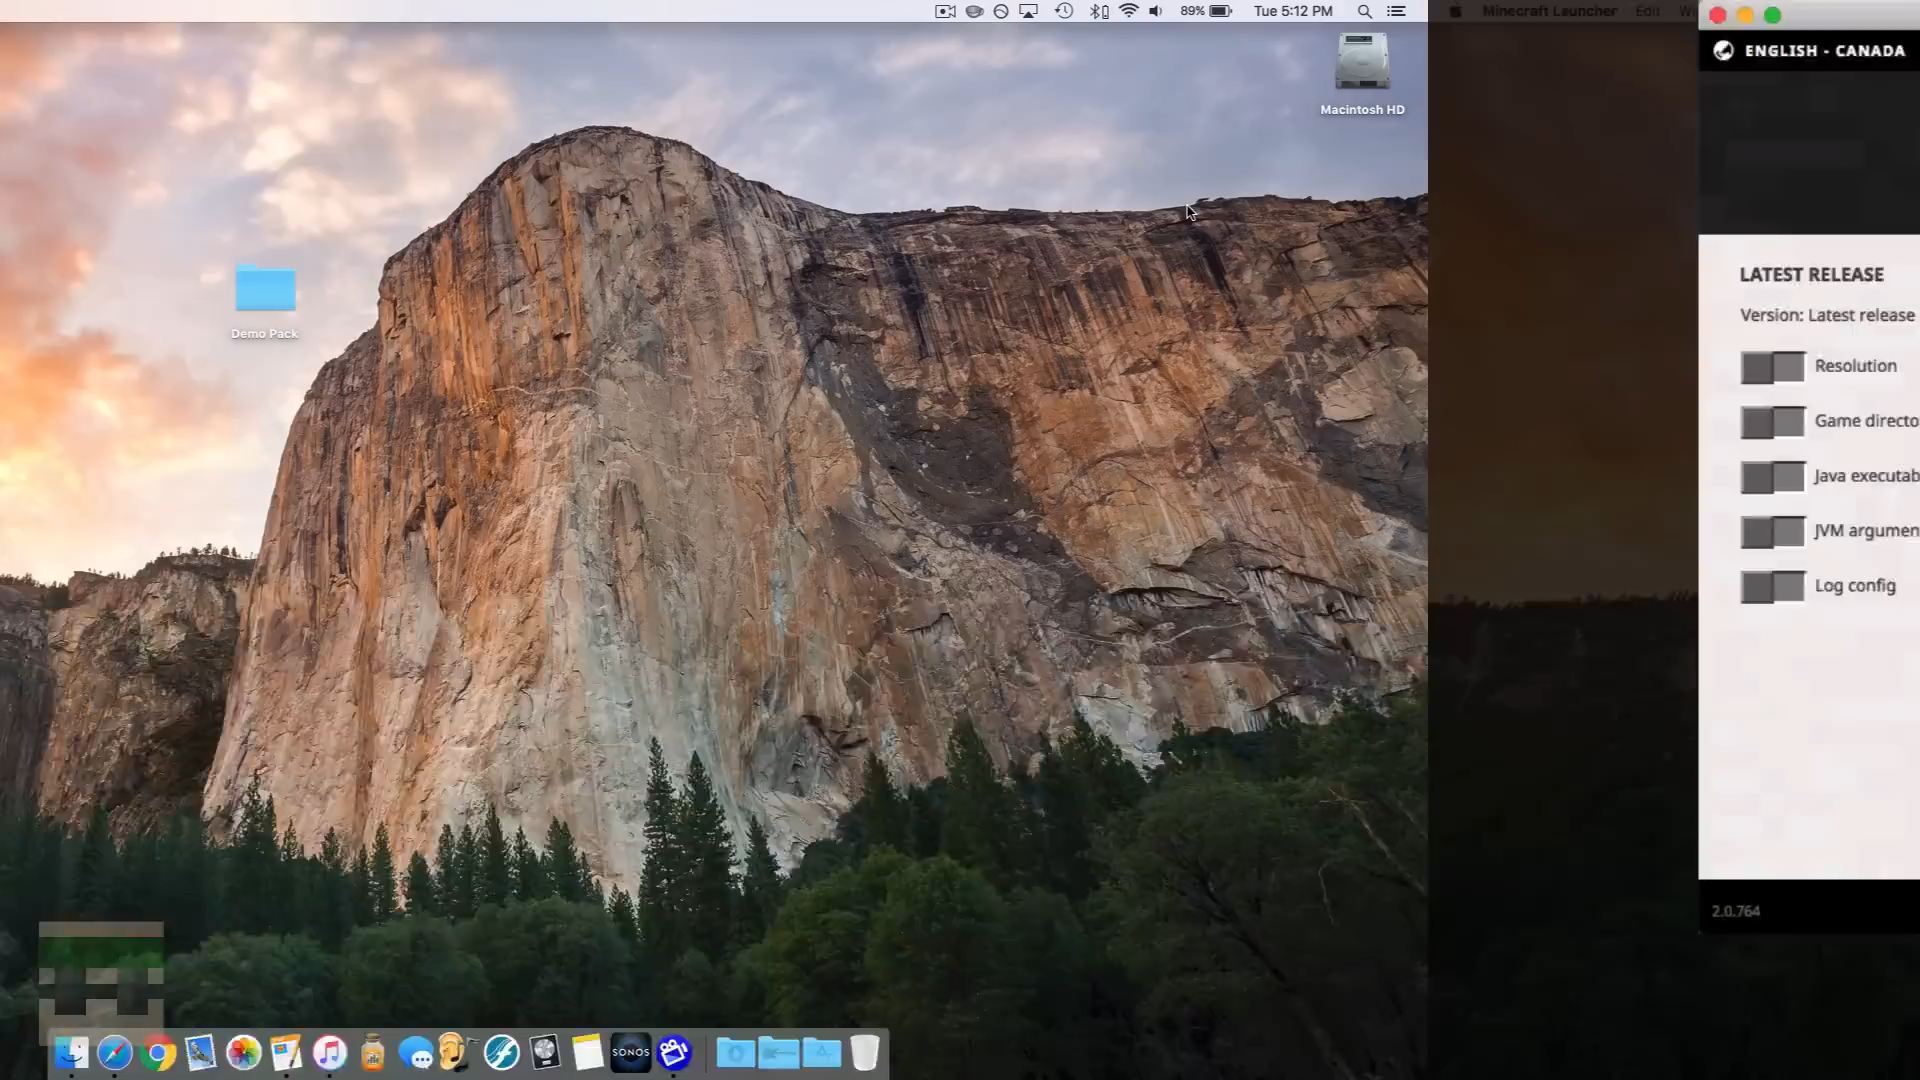 89%
Tue 5:12 PM
Minecraft Launcher Edit
ENGLISH - CANADA
Macintosh HD
Demo Pack
LATEST RELEASE
Version: Latest release
Resolution
Game directo
Java executab
JVM argumen
Log config
2.0.764
SONOS